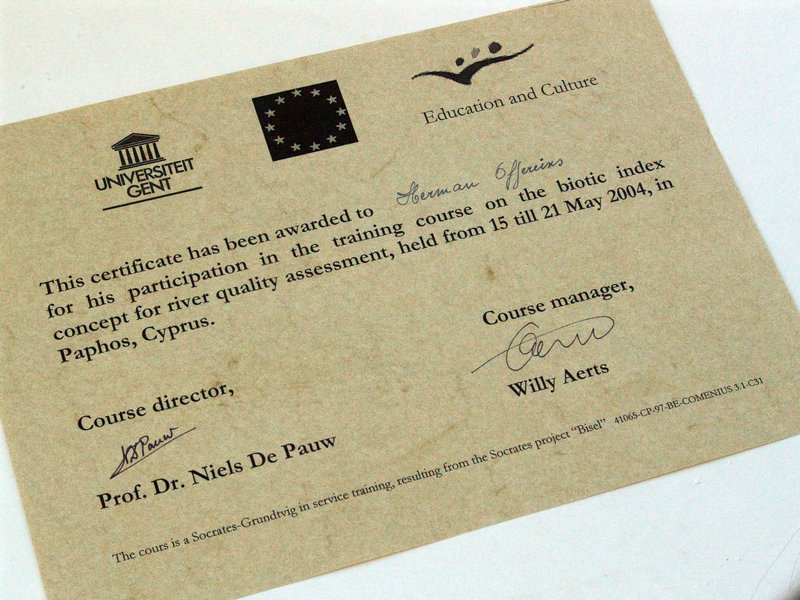 UNIVERSITEIT
GENT
Education and Culture
This certificate has been awarded to Herman Offereins
for his participation in the training course on the biotic index
concept for river quality assessment, held from 15 till 21 May 2004, in
Paphos, Cyprus.
Course director,
Course manager,
NDPauw
Willy Aerts
Prof. Dr. Niels De Pauw
The cours is a Socrates-Grundtvig in service training, resulting from the Socrates project "Bisel" 41065-CP-97-BE-COMENIUS 3.1-C31